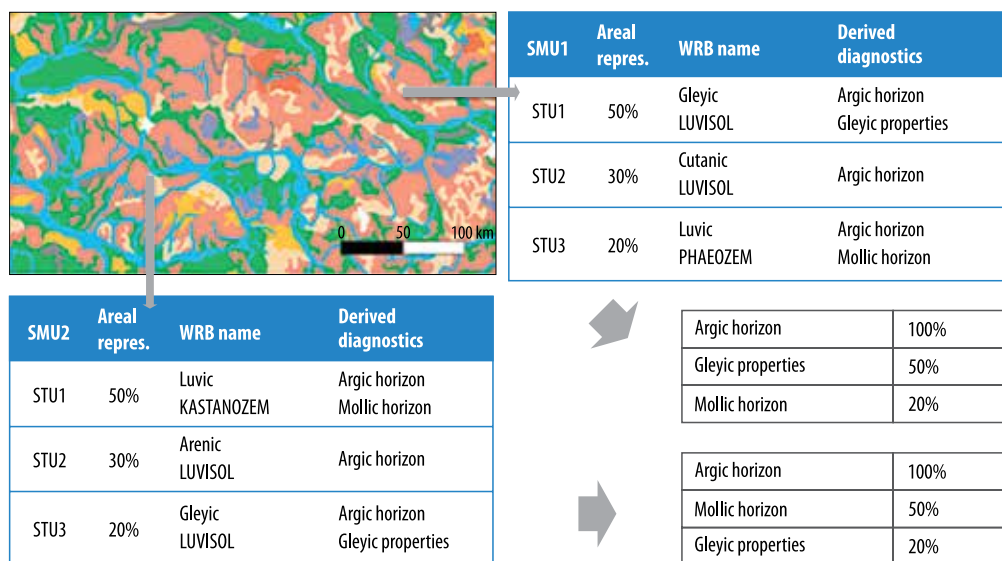 0 50 100 km
SMU1 Areal repres. WRB name Derived diagnostics
STU1 50% Gleyic LUVISOL Argic horizon Gleyic properties
STU2 30% Cutanic LUVISOL Argic horizon
STU3 20% Luvic PHAEOZEM Argic horizon Mollic horizon
SMU2 Areal repres. WRB name Derived diagnostics
STU1 50% Luvic KASTANOZEM Argic horizon Mollic horizon
STU2 30% Arenic LUVISOL Argic horizon
STU3 20% Gleyic LUVISOL Argic horizon Gleyic properties
Argic horizon 100%
Gleyic properties 50%
Mollic horizon 20%
Argic horizon 100%
Mollic horizon 50%
Gleyic properties 20%